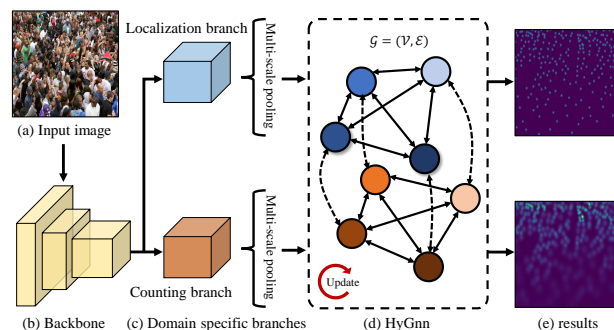 Localization branch
Multi-scale pooling
𝒢 = (𝒱, ℰ)
(a) Input image
Multi-scale pooling
Update
Counting branch
(b) Backbone
(c) Domain specific branches
(d) HyGnn
(e) results